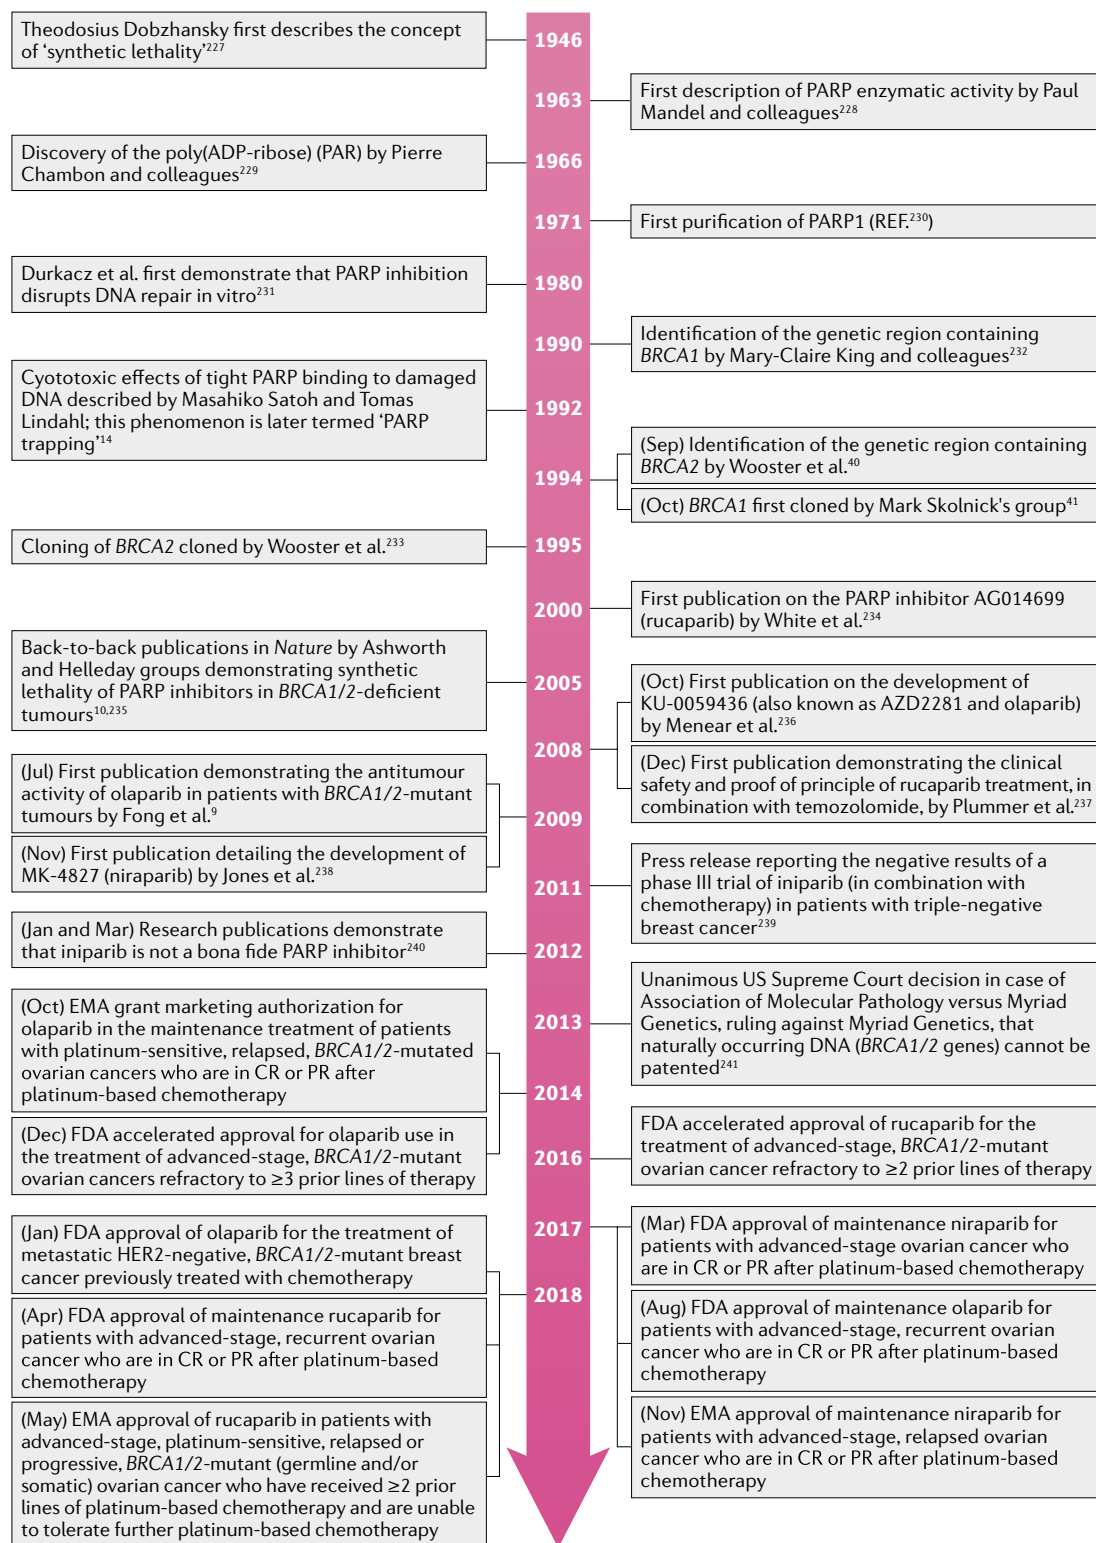 Theodosius Dobzhansky first describes the concept
of ‘synthetic lethality’²²⁷
1946
1963
First description of PARP enzymatic activity by Paul
Mandel and colleagues²²⁸
Discovery of the poly(ADP-ribose) (PAR) by Pierre
Chambon and colleagues²²⁹
1966
1971
First purification of PARP1 (REF.²³⁰)
Durkacz et al. first demonstrate that PARP inhibition
disrupts DNA repair in vitro²³¹
1980
1990
Identification of the genetic region containing
BRCA1 by Mary-Claire King and colleagues²³²
Cyototoxic effects of tight PARP binding to damaged
DNA described by Masahiko Satoh and Tomas
Lindahl; this phenomenon is later termed ‘PARP
trapping’¹⁴
1992
1994
(Sep) Identification of the genetic region containing
BRCA2 by Wooster et al.⁴⁰
(Oct) BRCA1 first cloned by Mark Skolnick's group⁴¹
Cloning of BRCA2 cloned by Wooster et al.²³³
1995
2000
First publication on the PARP inhibitor AG014699
(rucaparib) by White et al.²³⁴
Back-to-back publications in Nature by Ashworth
and Helleday groups demonstrating synthetic
lethality of PARP inhibitors in BRCA1/2-deficient
tumours¹⁰,²³⁵
2005
2008
(Oct) First publication on the development of
KU-0059436 (also known as AZD2281 and olaparib)
by Menear et al.²³⁶
(Dec) First publication demonstrating the clinical
safety and proof of principle of rucaparib treatment, in
combination with temozolomide, by Plummer et al.²³⁷
(Jul) First publication demonstrating the antitumour
activity of olaparib in patients with BRCA1/2-mutant
tumours by Fong et al.⁹
(Nov) First publication detailing the development of
MK-4827 (niraparib) by Jones et al.²³⁸
2009
2011
Press release reporting the negative results of a
phase III trial of iniparib (in combination with
chemotherapy) in patients with triple-negative
breast cancer²³⁹
(Jan and Mar) Research publications demonstrate
that iniparib is not a bona fide PARP inhibitor²⁴⁰
2012
2013
Unanimous US Supreme Court decision in case of
Association of Molecular Pathology versus Myriad
Genetics, ruling against Myriad Genetics, that
naturally occurring DNA (BRCA1/2 genes) cannot be
patented²⁴¹
(Oct) EMA grant marketing authorization for
olaparib in the maintenance treatment of patients
with platinum-sensitive, relapsed, BRCA1/2-mutated
ovarian cancers who are in CR or PR after
platinum-based chemotherapy
(Dec) FDA accelerated approval for olaparib use in
the treatment of advanced-stage, BRCA1/2-mutant
ovarian cancers refractory to ≥3 prior lines of therapy
2014
2016
FDA accelerated approval of rucaparib for the
treatment of advanced-stage, BRCA1/2-mutant
ovarian cancer refractory to ≥2 prior lines of therapy
2017
(Mar) FDA approval of maintenance niraparib for
patients with advanced-stage ovarian cancer who
are in CR or PR after platinum-based chemotherapy
(Aug) FDA approval of maintenance olaparib for
patients with advanced-stage, recurrent ovarian
cancer who are in CR or PR after platinum-based
chemotherapy
(Nov) EMA approval of maintenance niraparib for
patients with advanced-stage, relapsed ovarian
cancer who are in CR or PR after platinum-based
chemotherapy
(Jan) FDA approval of olaparib for the treatment of
metastatic HER2-negative, BRCA1/2-mutant breast
cancer previously treated with chemotherapy
(Apr) FDA approval of maintenance rucaparib for
patients with advanced-stage, recurrent ovarian
cancer who are in CR or PR after platinum-based
chemotherapy
(May) EMA approval of rucaparib in patients with
advanced-stage, platinum-sensitive, relapsed or
progressive, BRCA1/2-mutant (germline and/or
somatic) ovarian cancer who have received ≥2 prior
lines of platinum-based chemotherapy and are unable
to tolerate further platinum-based chemotherapy
2018